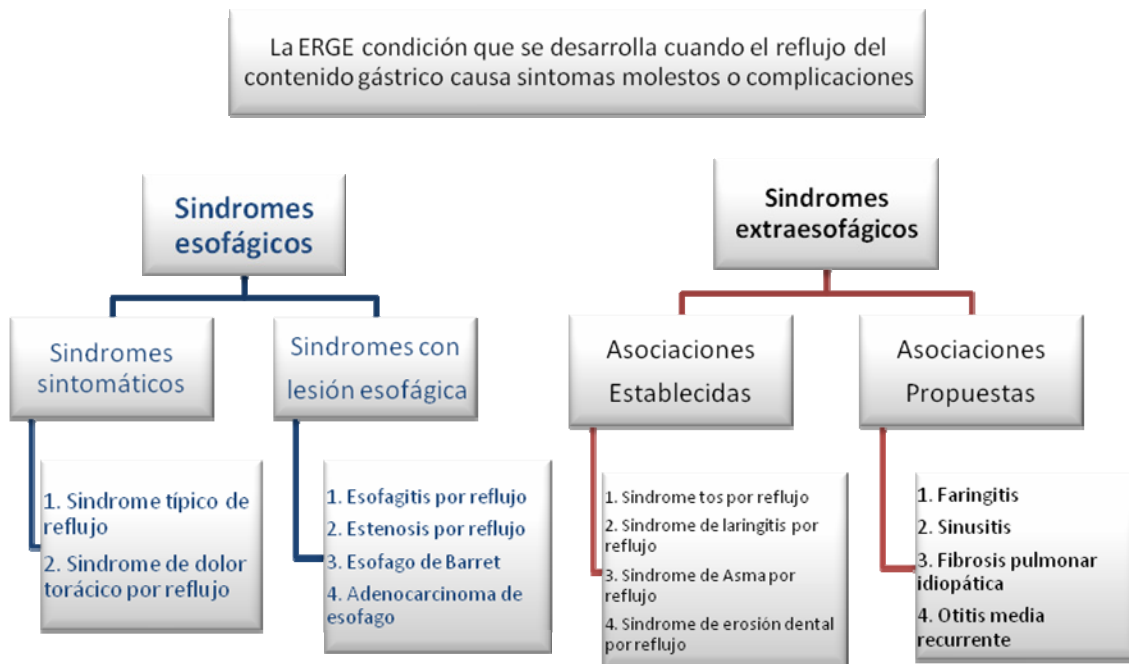 La ERGE condición que se desarrolla cuando el reflujo del
contenido gástrico causa sintomas molestos o complicaciones
Sindromes
esofágicos
Sindromes
extraesofágicos
Sindromes
sintomáticos
Sindromes con
lesión esofágica
Asociaciones
Establecidas
Asociaciones
Propuestas
1. Sindrome típico de
reflujo
2. Sindrome de dolor
torácico por reflujo
1. Esofagitis por reflujo
2. Estenosis por reflujo
3. Esofago de Barret
4. Adenocarcinoma de
esofago
1. Sindrome tos por reflujo
2. Sindrome de laringitis por
reflujo
3. Sindrome de Asma por
reflujo
4. Sindrome de erosión dental
por reflujo
1. Faringitis
2. Sinusitis
3. Fibrosis pulmonar
idiopática
4. Otitis media
recurrente